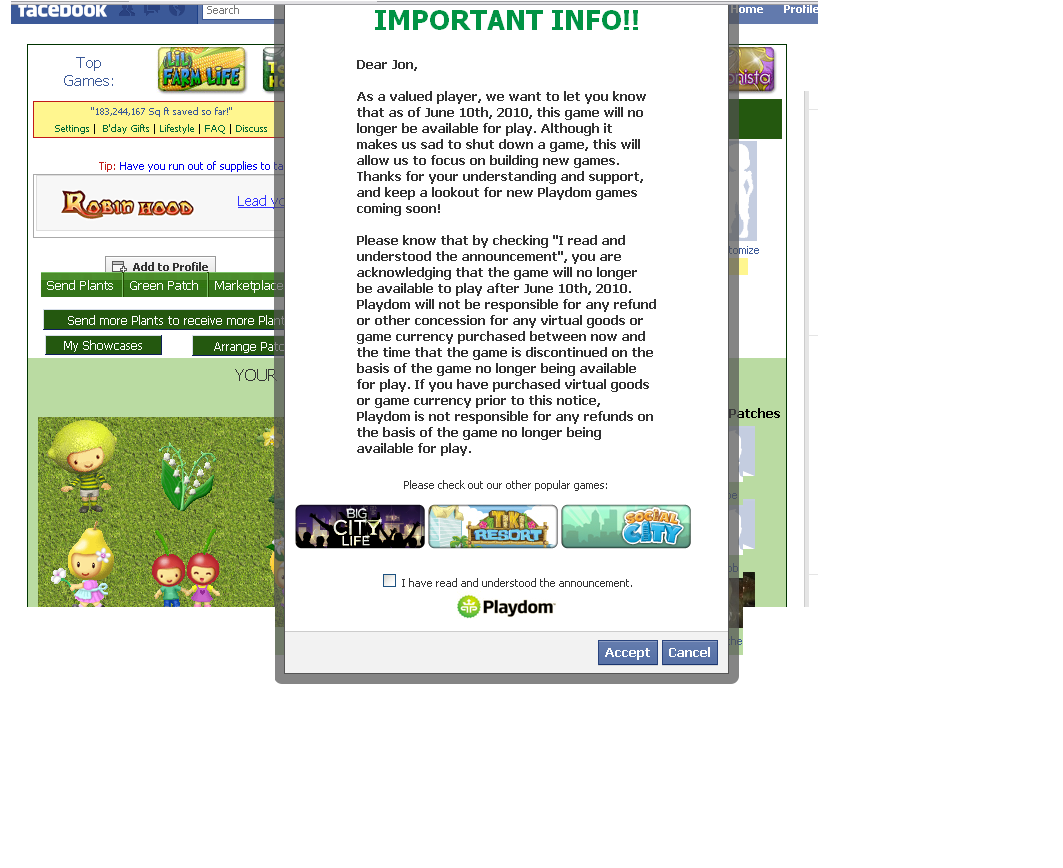 facebook
Search
Home
Profile
Top
Games:
LiL
FARM LIFE
nista
"183,244,167 Sq ft saved so far!"
Settings | B'day Gifts | Lifestyle | FAQ | Discuss
Tip: Have you run out of supplies to ta
ROBIN HOOD
Lead yo
Add to Profile
Send Plants
Green Patch
Marketplace
Send more Plants to receive more Plant
My Showcases
Arrange Patc
YOUR
tomize
Patches
IMPORTANT INFO!!
Dear Jon,
As a valued player, we want to let you know
that as of June 10th, 2010, this game will no
longer be available for play. Although it
makes us sad to shut down a game, this will
allow us to focus on building new games.
Thanks for your understanding and support,
and keep a lookout for new Playdom games
coming soon!
Please know that by checking "I read and
understood the announcement", you are
acknowledging that the game will no longer
be available to play after June 10th, 2010.
Playdom will not be responsible for any refund
or other concession for any virtual goods or
game currency purchased between now and
the time that the game is discontinued on the
basis of the game no longer being available
for play. If you have purchased virtual goods
or game currency prior to this notice,
Playdom is not responsible for any refunds on
the basis of the game no longer being
available for play.
Please check out our other popular games:
BIG
CITY
LIFE
TIKI
RESORT
SOCIAL
CITY
I have read and understood the announcement.
Playdom
the
Accept
Cancel